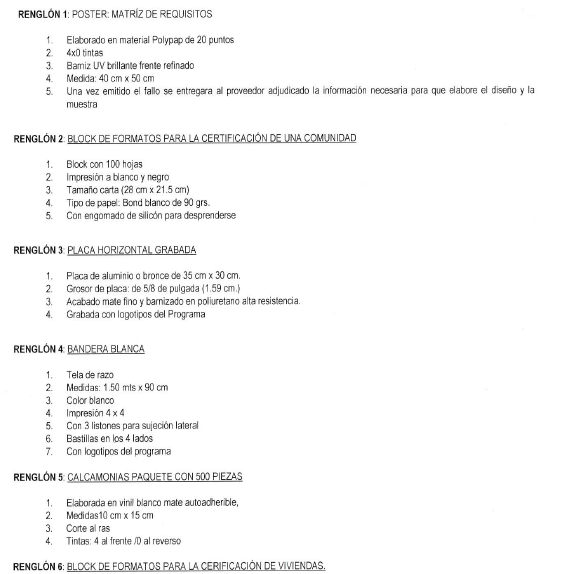 RENGLÓN 1: POSTER: MATRÍZ DE REQUISITOS
1. Elaborado en material Polypap de 20 puntos
2. 4x0 tintas
3. Barniz UV brillante frente refinado
4. Medida: 40 cm x 50 cm
5. Una vez emitido el fallo se entregara al proveedor adjudicado la información necesaria para que elabore el diseño y la
muestra
RENGLÓN 2: BLOCK DE FORMATOS PARA LA CERTIFICACIÓN DE UNA COMUNIDAD
1. Block con 100 hojas
2. Impresión a blanco y negro
3. Tamaño carta (28 cm x 21.5 cm)
4. Tipo de papel: Bond blanco de 90 grs.
5. Con engomado de silicón para desprenderse
RENGLÓN 3: PLACA HORIZONTAL GRABADA
1. Placa de aluminio o bronce de 35 cm x 30 cm.
2. Grosor de placa: de 5/8 de pulgada (1.59 cm.)
3. Acabado mate fino y barnizado en poliuretano alta resistencia.
4. Grabada con logotipos del Programa
RENGLÓN 4: BANDERA BLANCA
1. Tela de razo
2. Medidas: 1.50 mts x 90 cm
3. Color blanco
4. Impresión 4 x 4
5. Con 3 listones para sujeción lateral
6. Bastillas en los 4 lados
7. Con logotipos del programa
RENGLÓN 5: CALCAMONIAS PAQUETE CON 500 PIEZAS
1. Elaborada en vinil blanco mate autoadherible,
2. Medidas10 cm x 15 cm
3. Corte al ras
4. Tintas: 4 al frente /0 al reverso
RENGLÓN 6: BLOCK DE FORMATOS PARA LA CERIFICACIÓN DE VIVIENDAS.